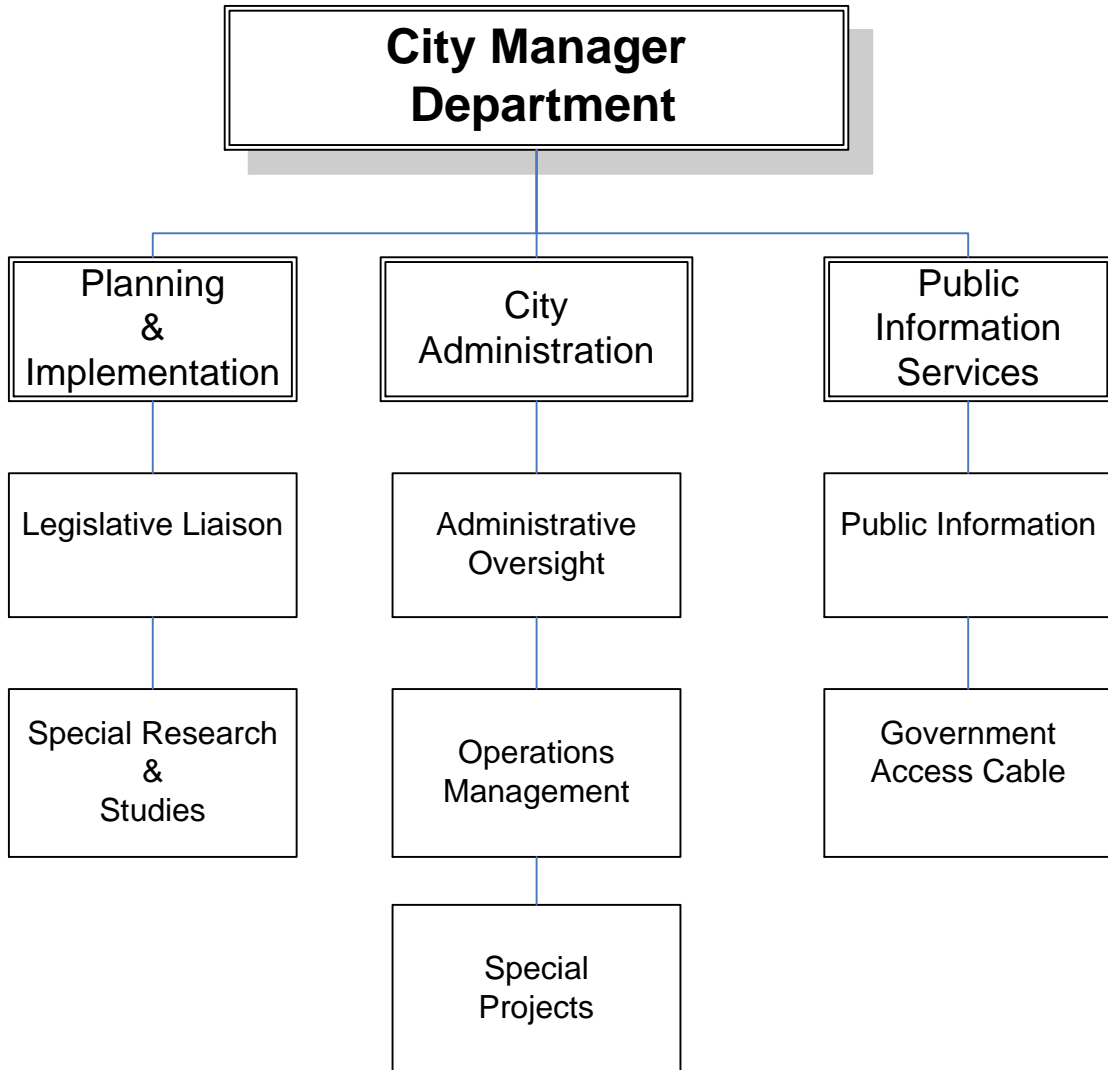 City Manager
Department
Planning
&
Implementation
City
Administration
Public
Information
Services
Legislative Liaison
Administrative
Oversight
Public Information
Special Research
&
Studies
Operations
Management
Government
Access Cable
Special
Projects